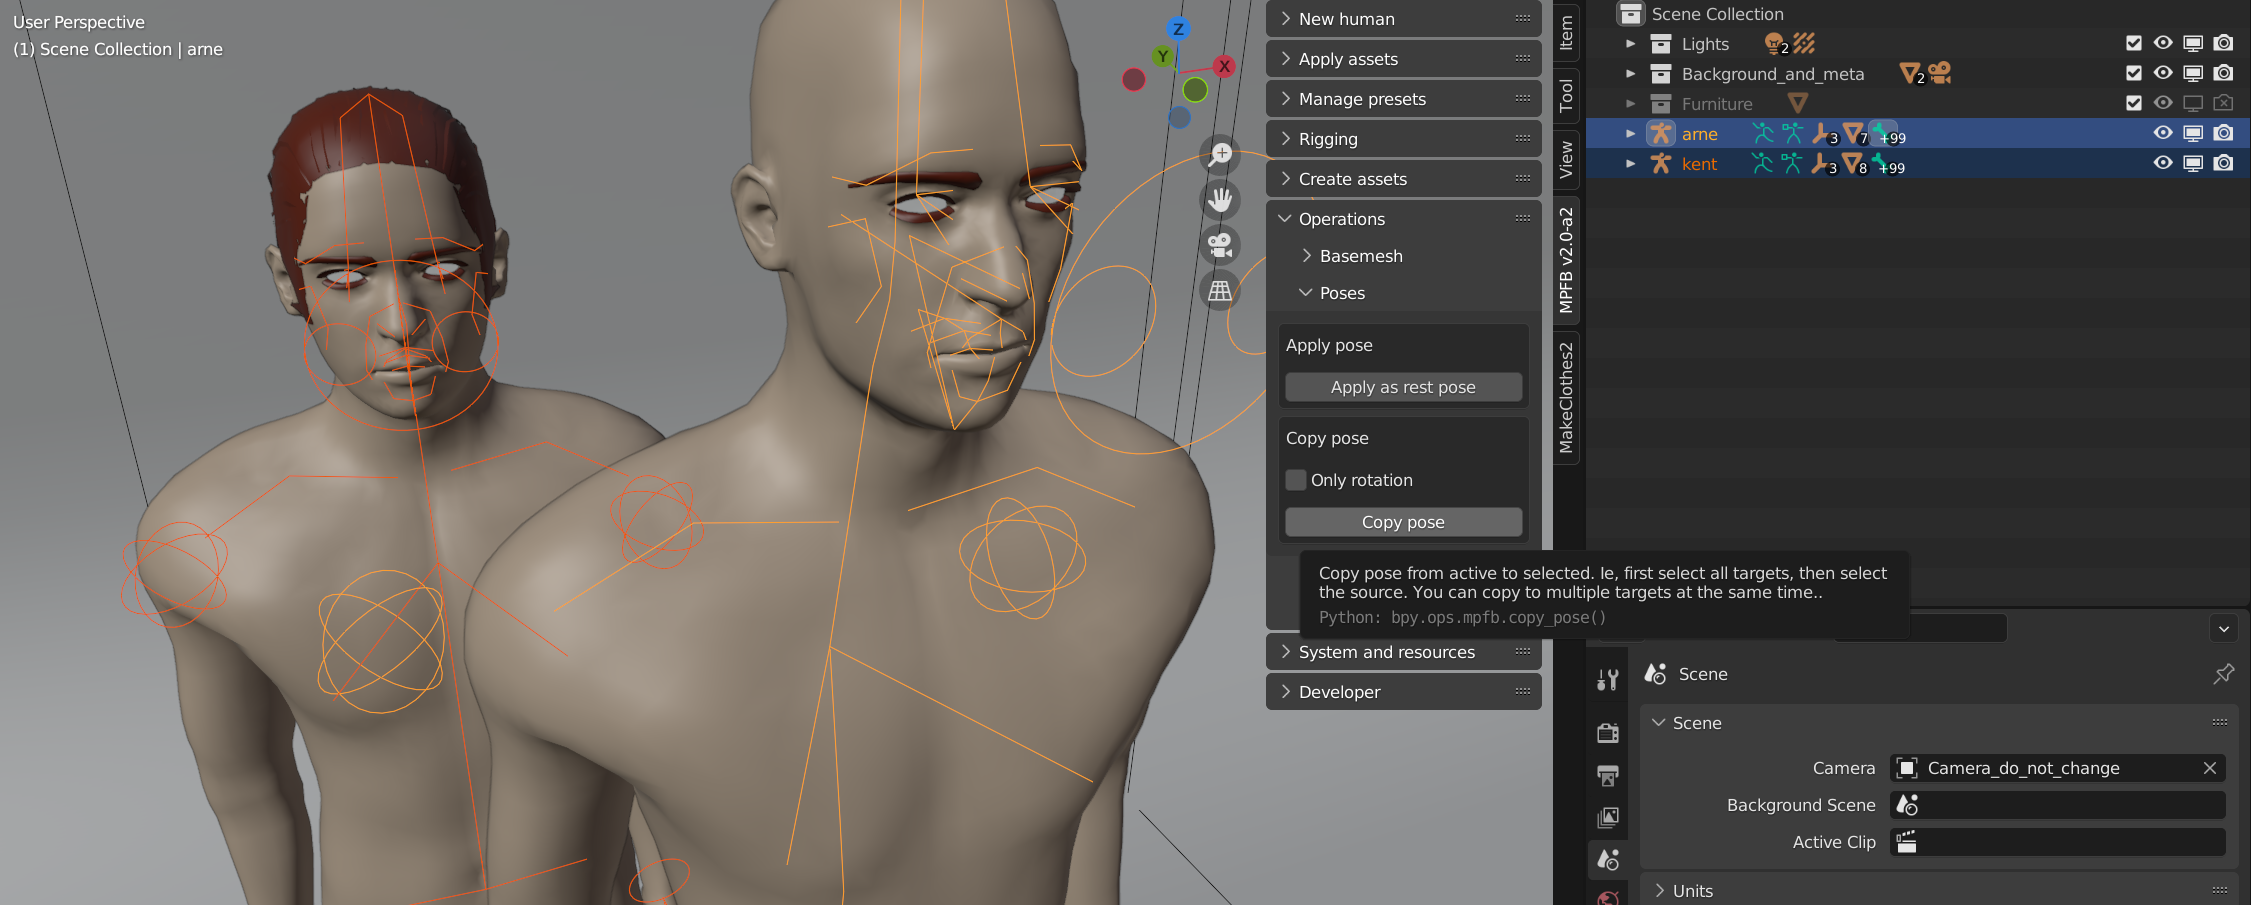 User Perspective
(1) Scene Collection | arne
Z
Y
X
New human
Apply assets
Manage presets
Rigging
Create assets
Operations
Basemesh
Poses
Apply pose
Apply as rest pose
Copy pose
Only rotation
Copy pose
Copy pose from active to selected. Ie, first select all targets, then select
the source. You can copy to multiple targets at the same time..
Python: bpy.ops.mpfb.copy_pose()
System and resources
Developer
Item
Tool
View
MPFB v2.0-a2
MakeClothes2
Scene Collection
Lights 2
Background_and_meta 2
Furniture
arne 3 7 +99
kent 3 8 +99
Scene
Scene
Camera Camera_do_not_change
Background Scene
Active Clip
Units